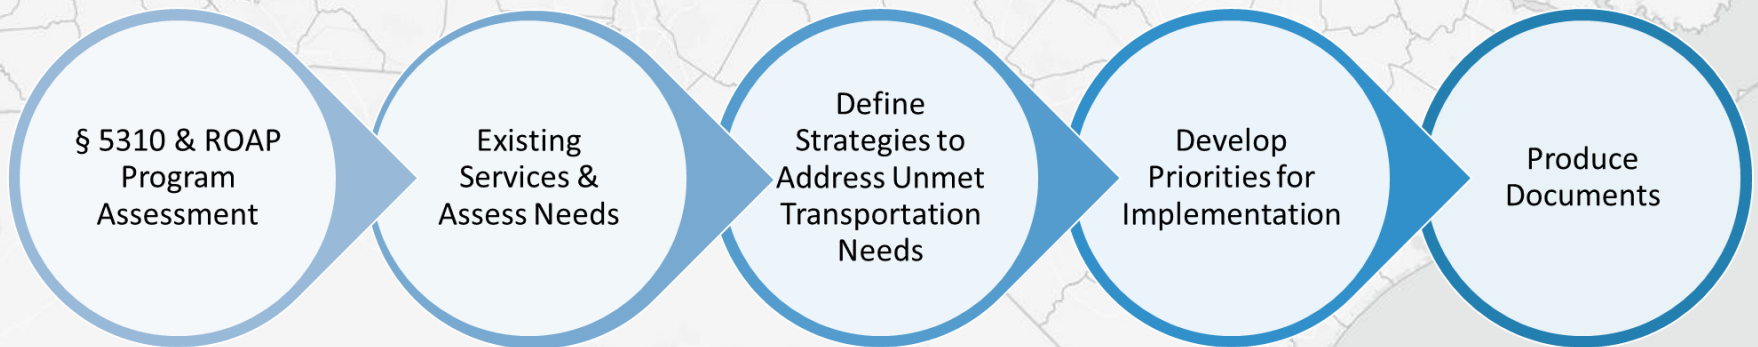 § 5310 & ROAP
Program
Assessment
Existing
Services &
Assess Needs
Define
Strategies to
Address Unmet
Transportation
Needs
Develop
Priorities for
Implementation
Produce
Documents